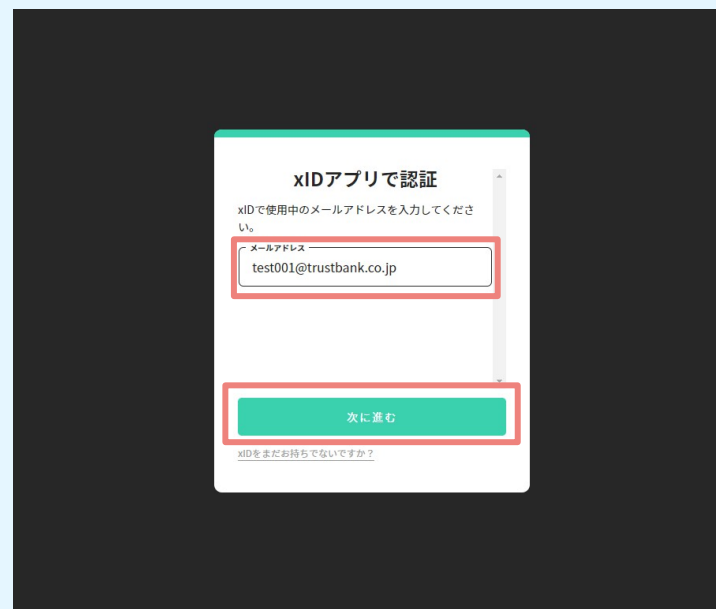 xIDアプリで認証
xIDで使用中のメールアドレスを入力してくださ
い。
メールアドレス
test001@trustbank.co.jp
次に進む
xIDをまだお持ちでないですか？